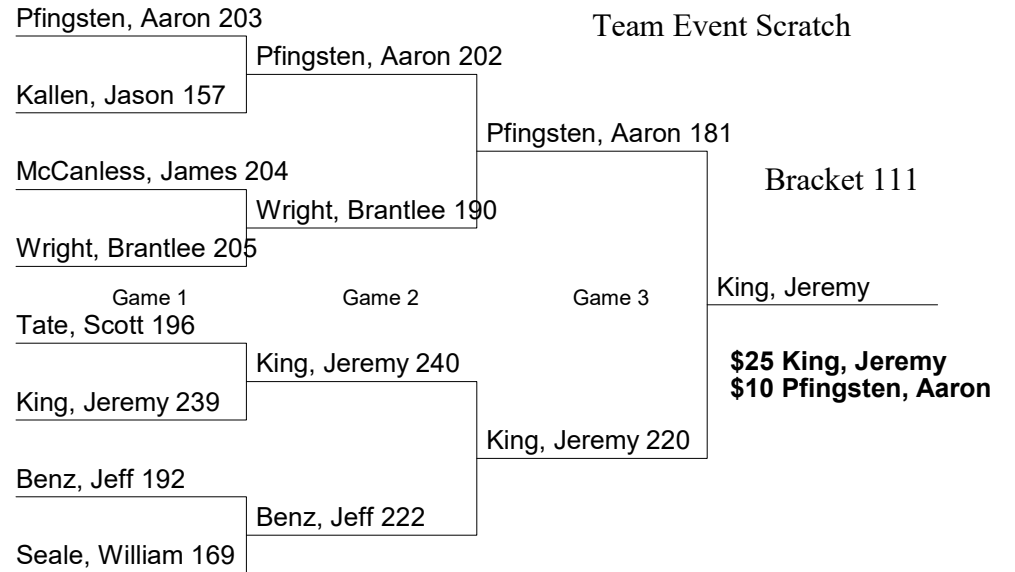 Pfingsten, Aaron 203
Team Event Scratch
Pfingsten, Aaron 202
Kallen, Jason 157
Pfingsten, Aaron 181
McCanless, James 204
Bracket 111
Wright, Brantlee 190
Wright, Brantlee 205
Game 1
Game 2
Game 3
King, Jeremy
Tate, Scott 196
King, Jeremy 240
$25 King, Jeremy
$10 Pfingsten, Aaron
King, Jeremy 239
King, Jeremy 220
Benz, Jeff 192
Benz, Jeff 222
Seale, William 169